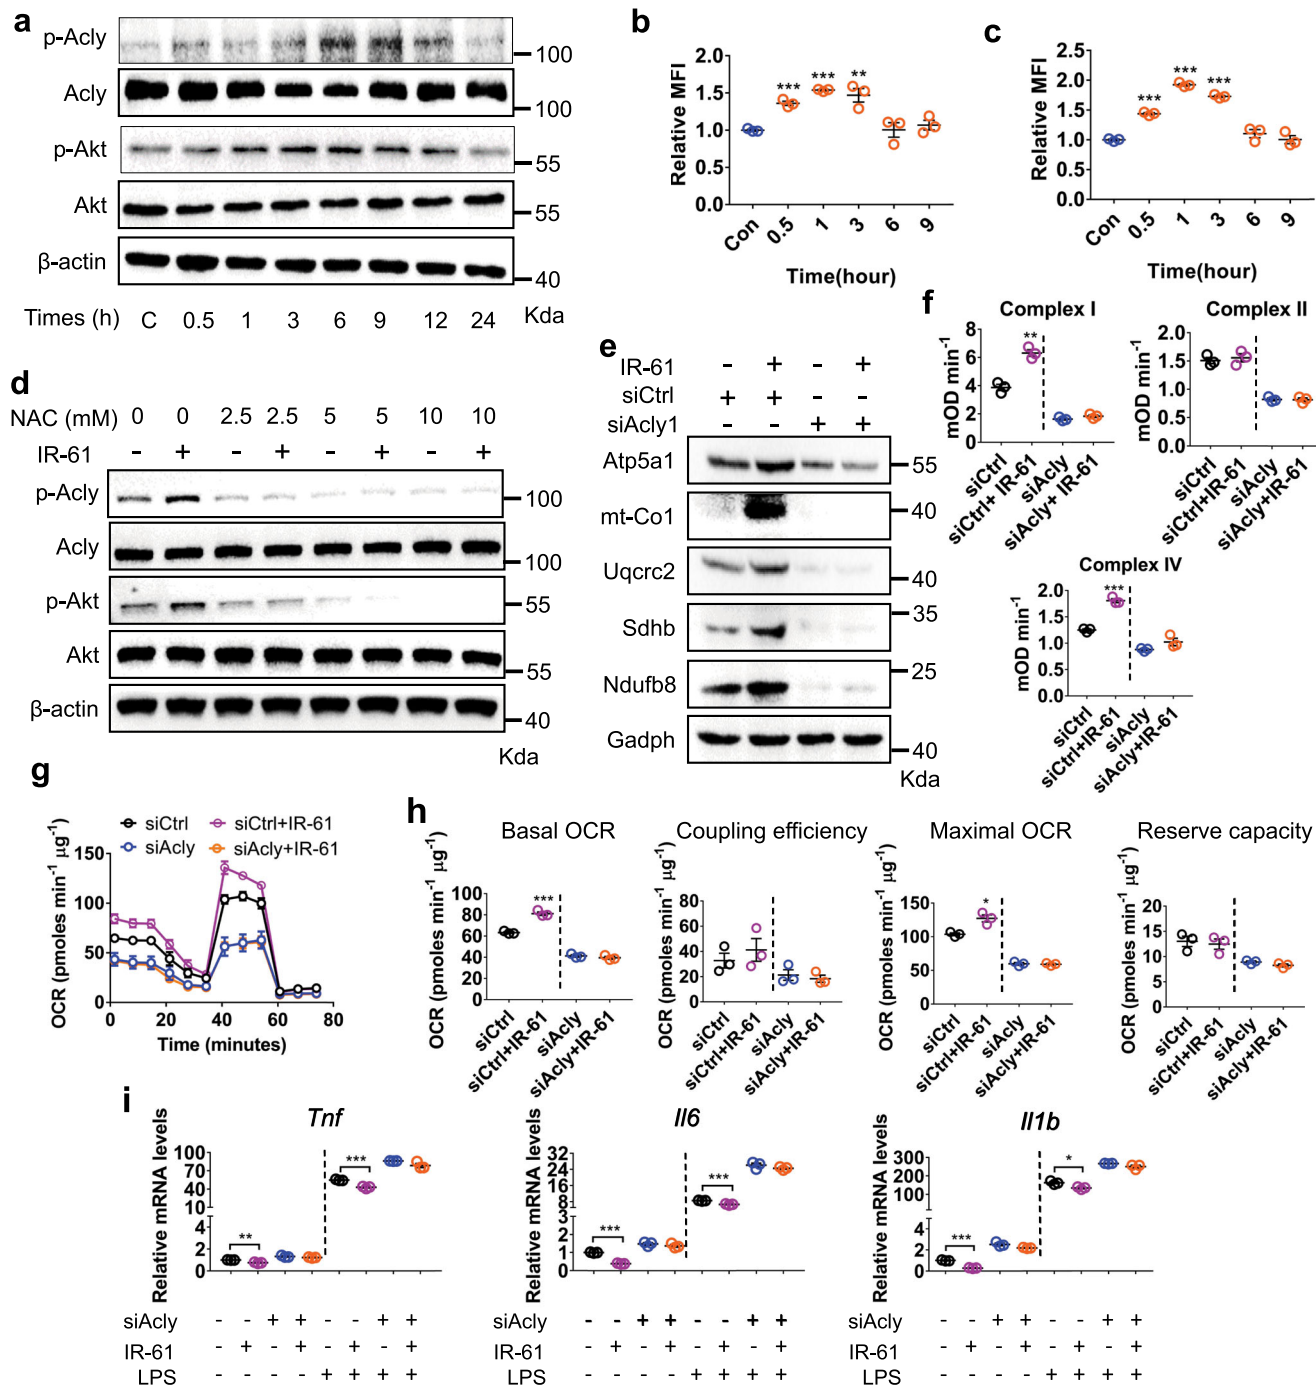 a
p-Acly
100
Acly
100
p-Akt
55
Akt
55
β-actin
40
Times (h) C 0.5 1 3 6 9 12 24 Kda
b
Relative MFI
2.0
1.5
1.0
0.5
0.0
*** *** **
Con 0.5 1 3 6 9
Time(hour)
c
Relative MFI
2.5
2.0
1.5
1.0
0.5
0.0
*** *** ***
Con 0.5 1 3 6 9
Time(hour)
d
NAC (mM) 0 0 2.5 2.5 5 5 10 10
IR-61 - + - + - + - +
p-Acly
100
Acly
100
p-Akt
55
Akt
55
β-actin
40
Kda
e
IR-61 - + - +
siCtrl + + - -
siAcly1 - - + +
Atp5a1 55
mt-Co1 40
Uqcrc2
40
Sdhb 35
Ndufb8 25
Gadph
40
Kda
f
Complex I
mOD min-1
8
6
4
2
0
**
siCtrl
siCtrl+ IR-61
siAcly
siAcly+ IR-61
Complex II
mOD min-1
2.0
1.5
1.0
0.5
0.0
siCtrl
siCtrl+IR-61
siAcly
siAcly+IR-61
Complex IV
mOD min-1
2.0
1.5
1.0
0.5
0.0
***
siCtrl
siCtrl+IR-61
siAcly
siAcly+IR-61
g
siCtrl siCtrl+IR-61
siAcly siAcly+IR-61
OCR (pmoles min-1 μg-1)
150
100
50
0
0 20 40 60 80
Time (minutes)
h
Basal OCR
OCR (pmoles min-1 μg-1)
100
80
60
40
20
0
***
siCtrl
siCtrl+IR-61
siAcly
siAcly+IR-61
Coupling efficiency
OCR (pmoles min-1 μg-1)
80
60
40
20
0
siCtrl
siCtrl+IR-61
siAcly
siAcly+IR-61
Maximal OCR
OCR (pmoles min-1 μg-1)
150
100
50
0
*
siCtrl
siCtrl+IR-61
siAcly
siAcly+IR-61
Reserve capacity
OCR (pmoles min-1 μg-1)
20
15
10
5
0
siCtrl
siCtrl+IR-61
siAcly
siAcly+IR-61
i
Tnf
Relative mRNA levels
100
70
40
10
4
2
0
**
***
siAcly - - + + - - + +
IR-61 - + - + - + - +
LPS - - - - + + + +
Il6
Relative mRNA levels
32
24
16
8
2
1
0
***
***
siAcly - - + + - - + +
IR-61 - + - + - + - +
LPS - - - - + + + +
Il1b
Relative mRNA levels
300
200
100
6
4
2
0
***
*
siAcly - - + + - - + +
IR-61 - + - + - + - +
LPS - - - - + + + +